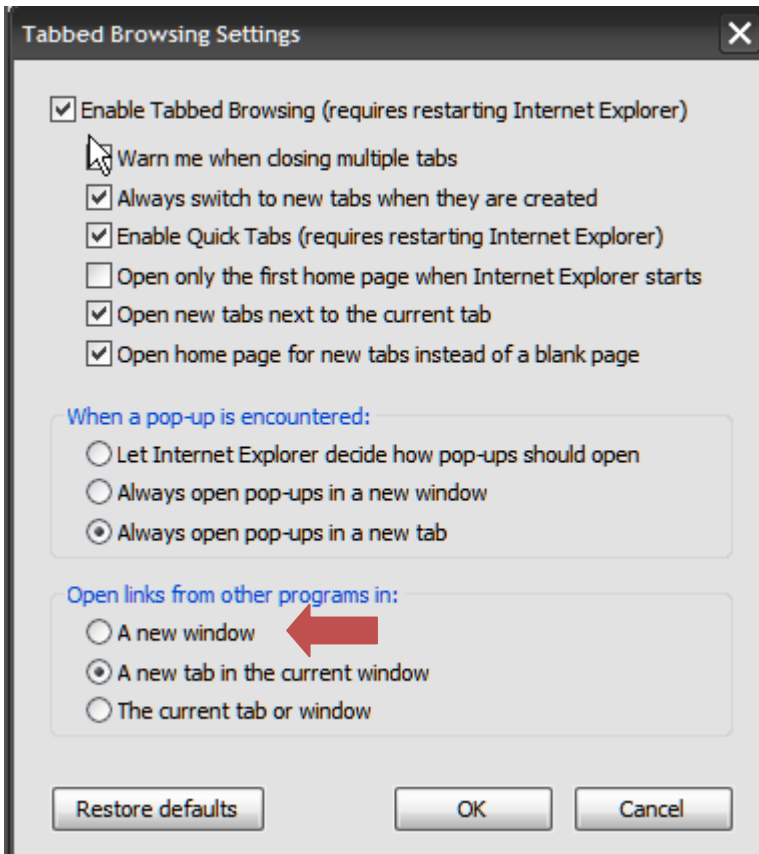 Tabbed Browsing Settings
Enable Tabbed Browsing (requires restarting Internet Explorer)
Warn me when closing multiple tabs
Always switch to new tabs when they are created
Enable Quick Tabs (requires restarting Internet Explorer)
Open only the first home page when Internet Explorer starts
Open new tabs next to the current tab
Open home page for new tabs instead of a blank page
When a pop-up is encountered:
Let Internet Explorer decide how pop-ups should open
Always open pop-ups in a new window
Always open pop-ups in a new tab
Open links from other programs in:
A new window
A new tab in the current window
The current tab or window
Restore defaults OK Cancel